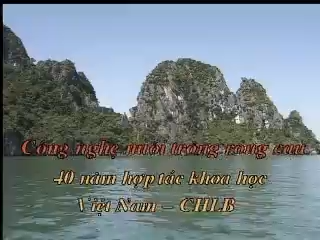 Công nghệ nuôi trồng rong câu
40 năm hợp tác khoa học
Việt Nam – CHLB